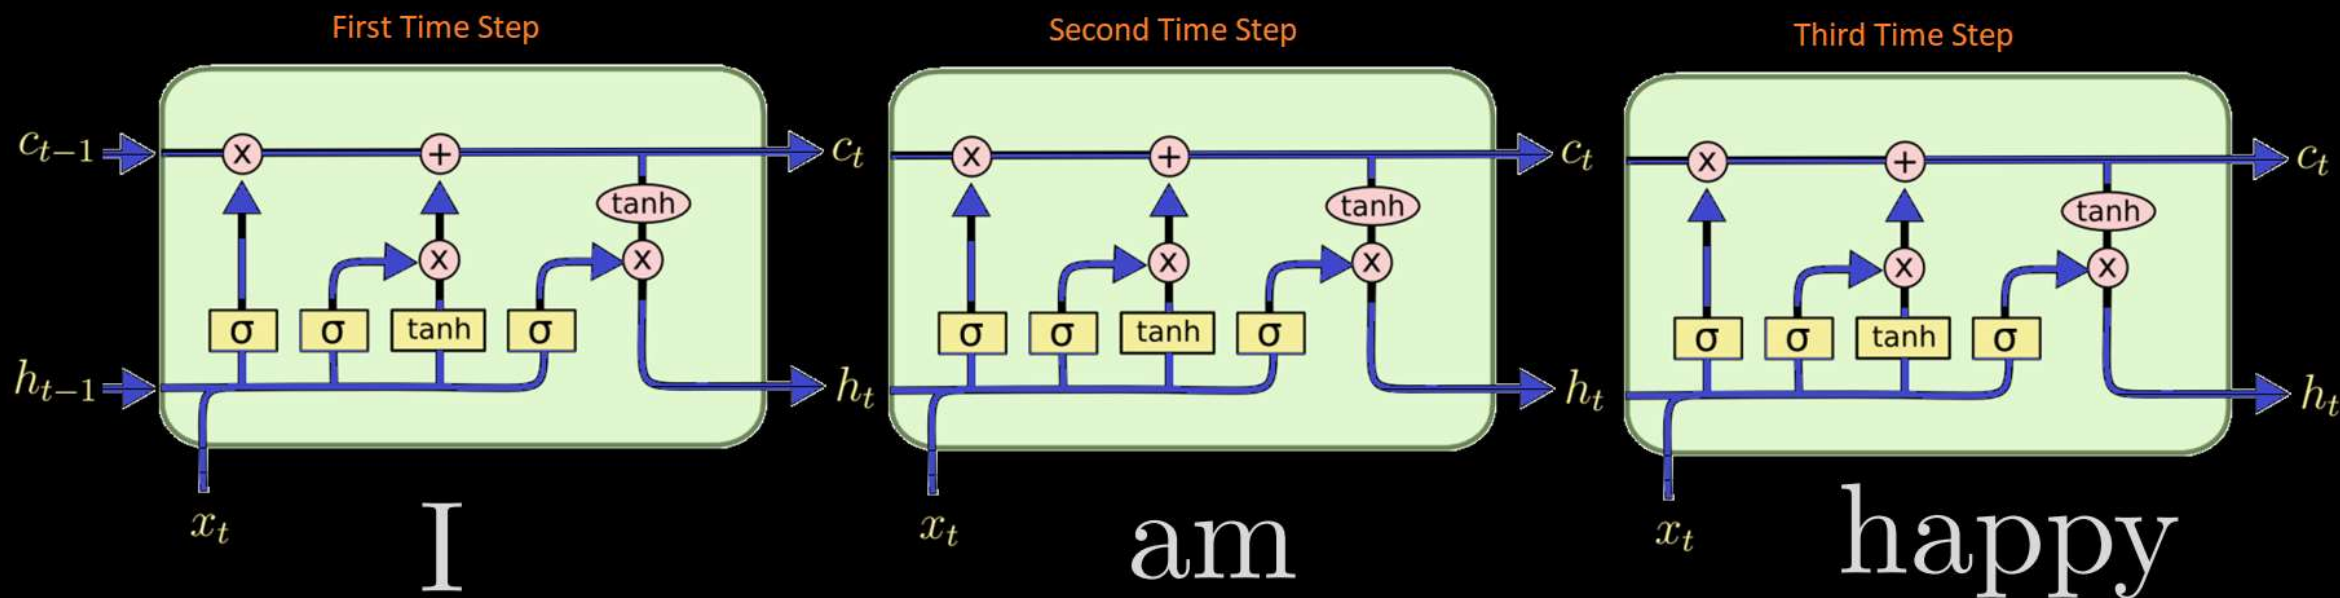 First Time Step
Second Time Step
Third Time Step
c_{t-1} x + c_t x + c_t x + c_t
tanh tanh tanh
x x x x x x
σ σ tanh σ σ σ tanh σ σ σ tanh σ
h_{t-1} h_t h_t h_t
x_t x_t x_t
I am happy